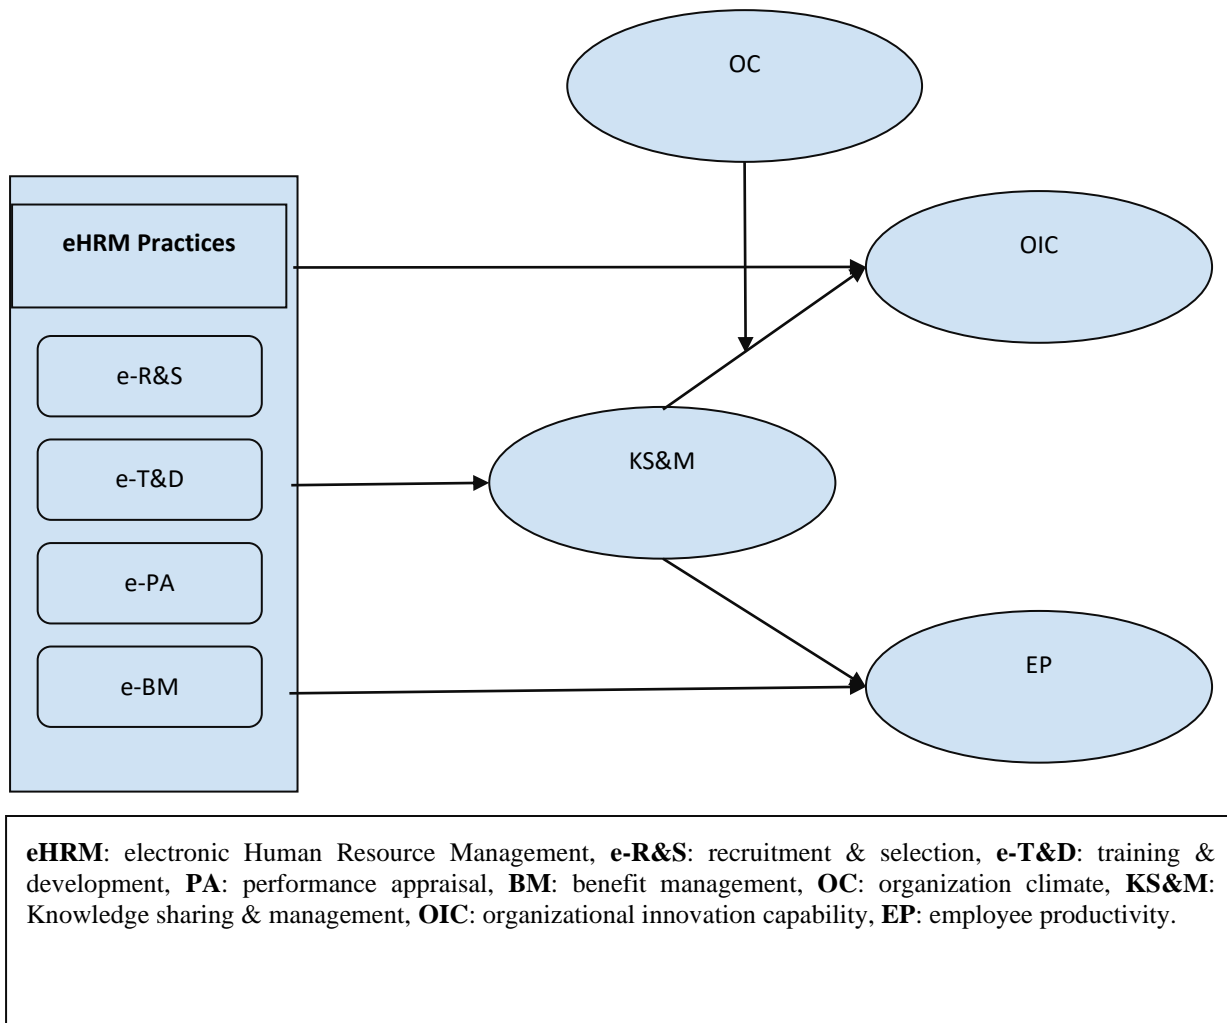 OC
OIC
eHRM Practices
e-R&S
KS&M
e-T&D
e-PA
EP
e-BM
eHRM: electronic Human Resource Management, e-R&S: recruitment & selection, e-T&D: training &
development, PA: performance appraisal, BM: benefit management, OC: organization climate, KS&M:
Knowledge sharing & management, OIC: organizational innovation capability, EP: employee productivity.